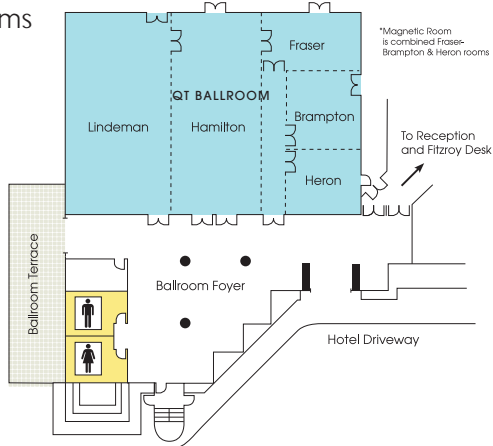 ms
*Magnetic Room
is combined Fraser-
Brampton & Heron rooms
Fraser
QT BALLROOM
Brampton
Lindeman
Hamilton
To Reception
and Fitzroy Desk
Heron
Ballroom Terrace
Ballroom Foyer
Hotel Driveway